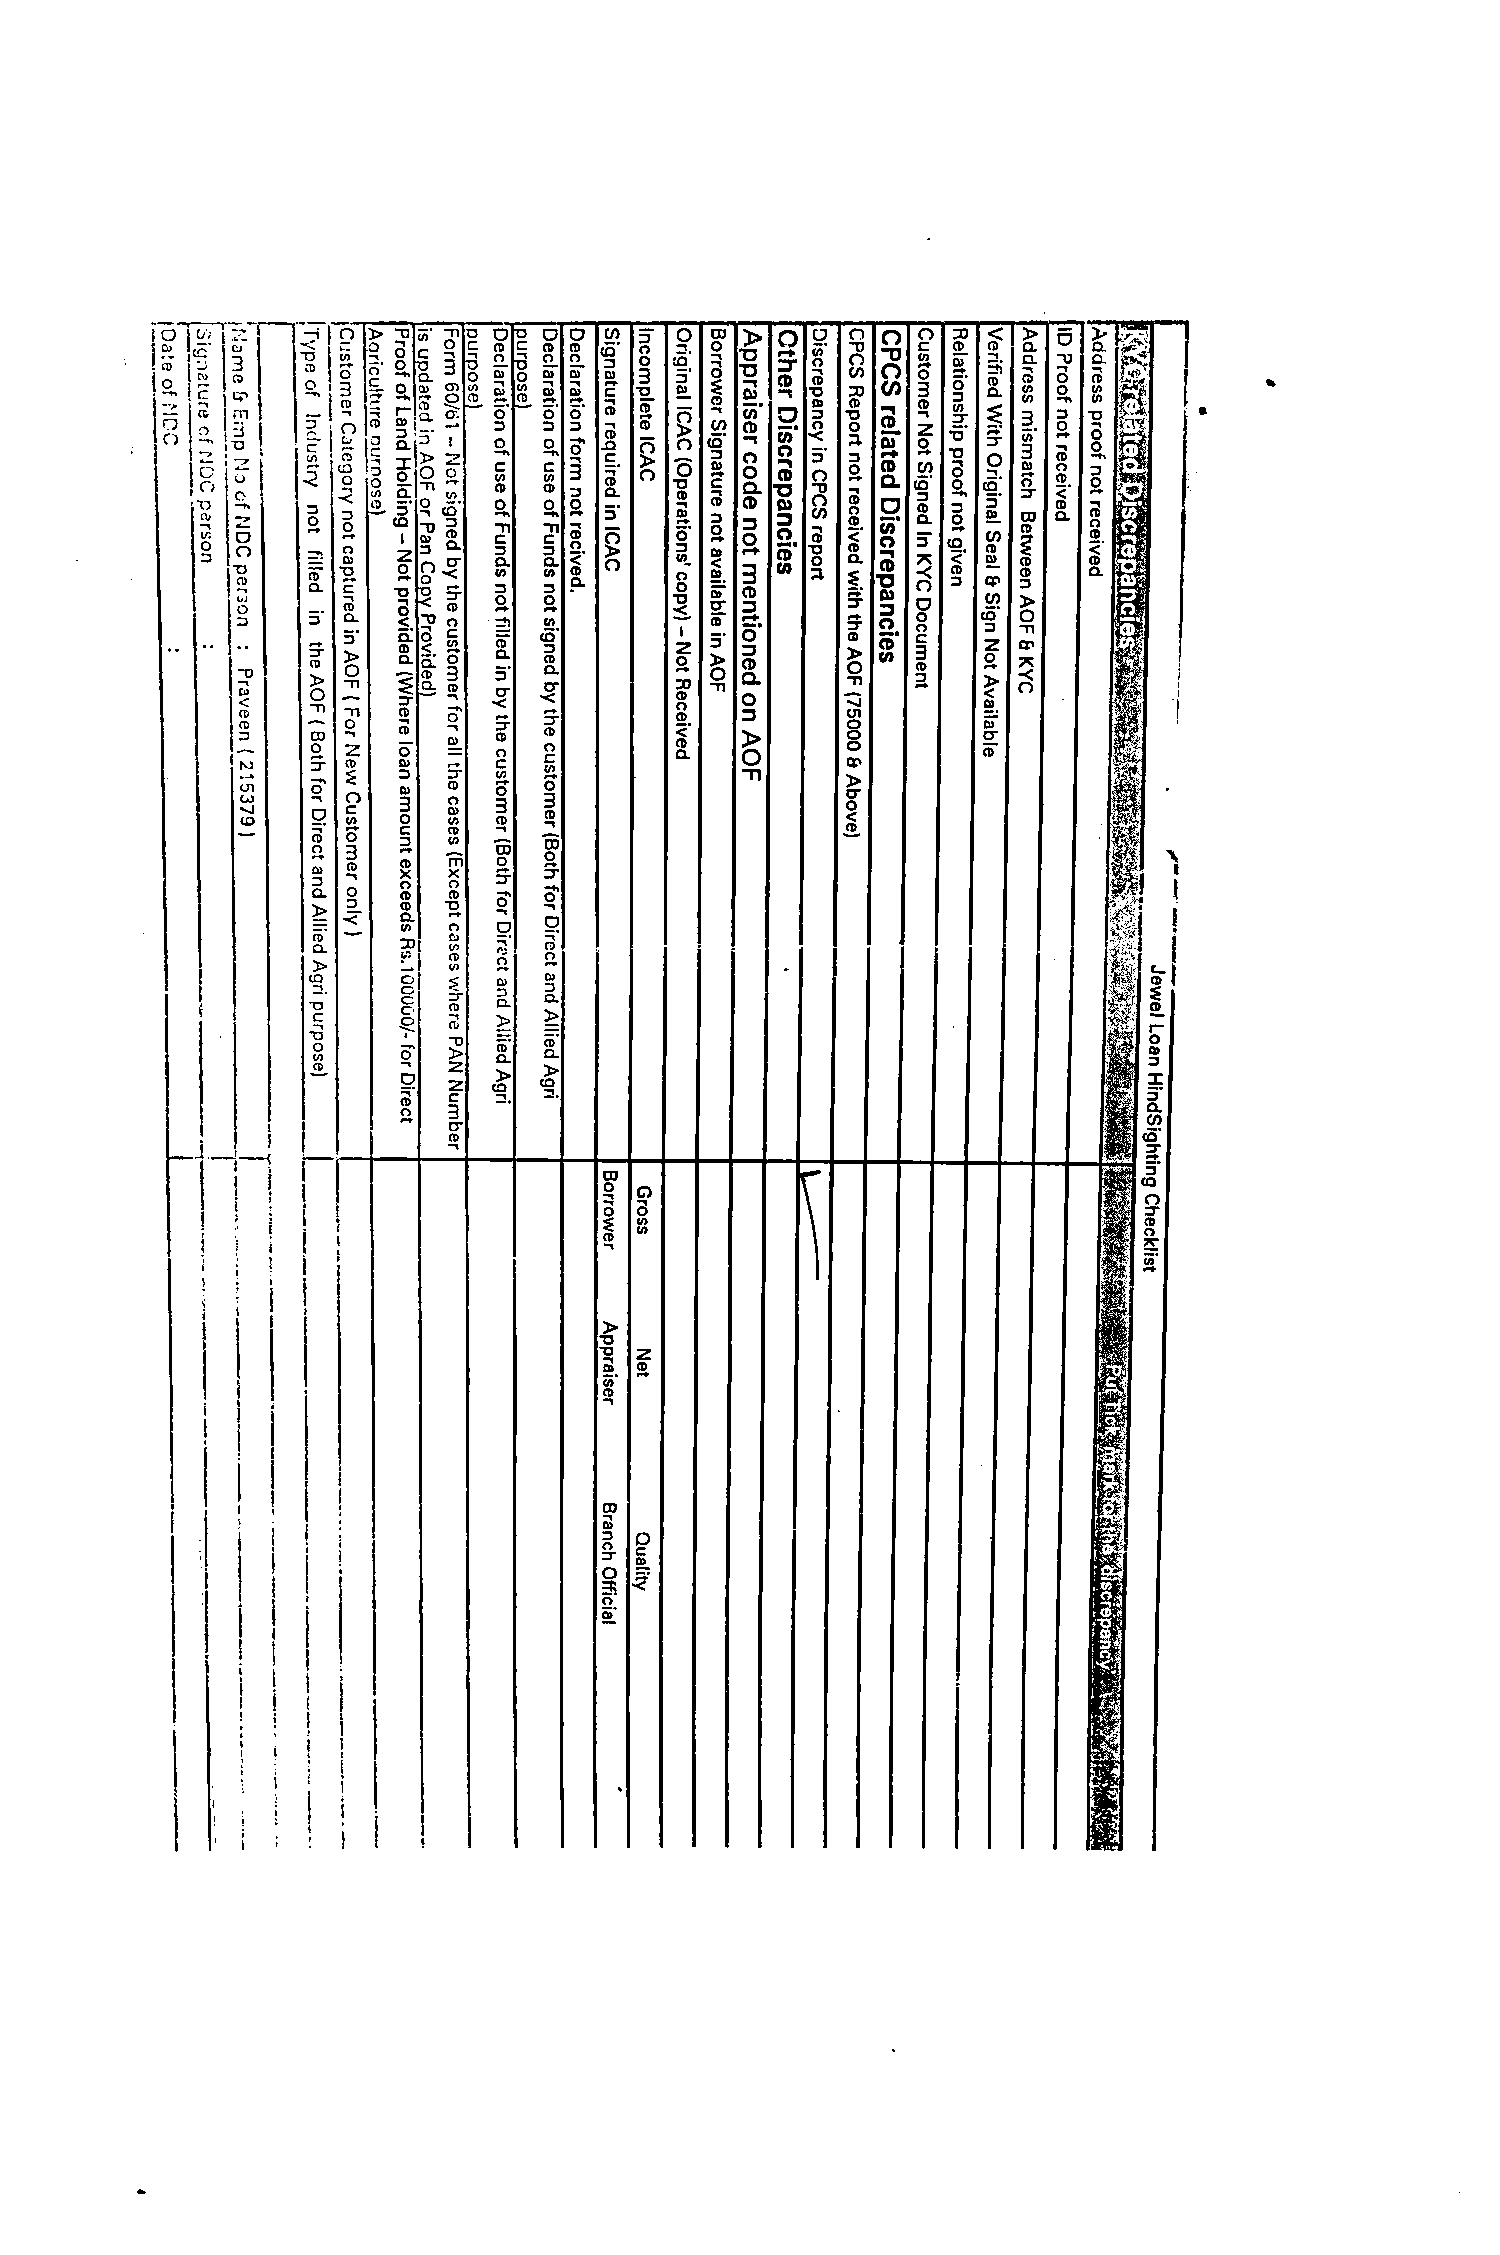 Jewel Loan HindSighting Checklist
KYC related Discrepancies Put tick mark to the discrepancy
Address proof not received
ID Proof not received
Address mismatch Between AOF & KYC
Verified With Original Seal & Sign Not Available
Relationship proof not given
Customer Not Signed In KYC Document
CPCS related Discrepancies
CPCS Report not received with the AOF (75000 & Above)
Discrepancy in CPCS report
Other Discrepancies
Appraiser code not mentioned on AOF
Borrower Signature not available in AOF
Original ICAC (Operations' copy) – Not Received
Incomplete ICAC Gross Net Quality
Signature required in ICAC Borrower Appraiser Branch Official
Declaration form not recived.
Declaration of use of Funds not signed by the customer (Both for Direct and Allied Agri
purpose)
Declaration of use of Funds not filled in by the customer (Both for Direct and Allied Agri
purpose)
Form 60/61 – Not signed by the customer for all the cases (Except cases where PAN Number
is updated in AOF or Pan Copy Provided)
Proof of Land Holding – Not provided (Where loan amount exceeds Rs.100000/- for Direct
Agriculture purpose)
Customer Category not captured in AOF ( For New Customer only )
Type of Industry not filled in the AOF ( Both for Direct and Allied Agri purpose)
Name & Emp No of NDC person : Praveen ( 215379 )
Signature of NDC person :
Date of NDC :